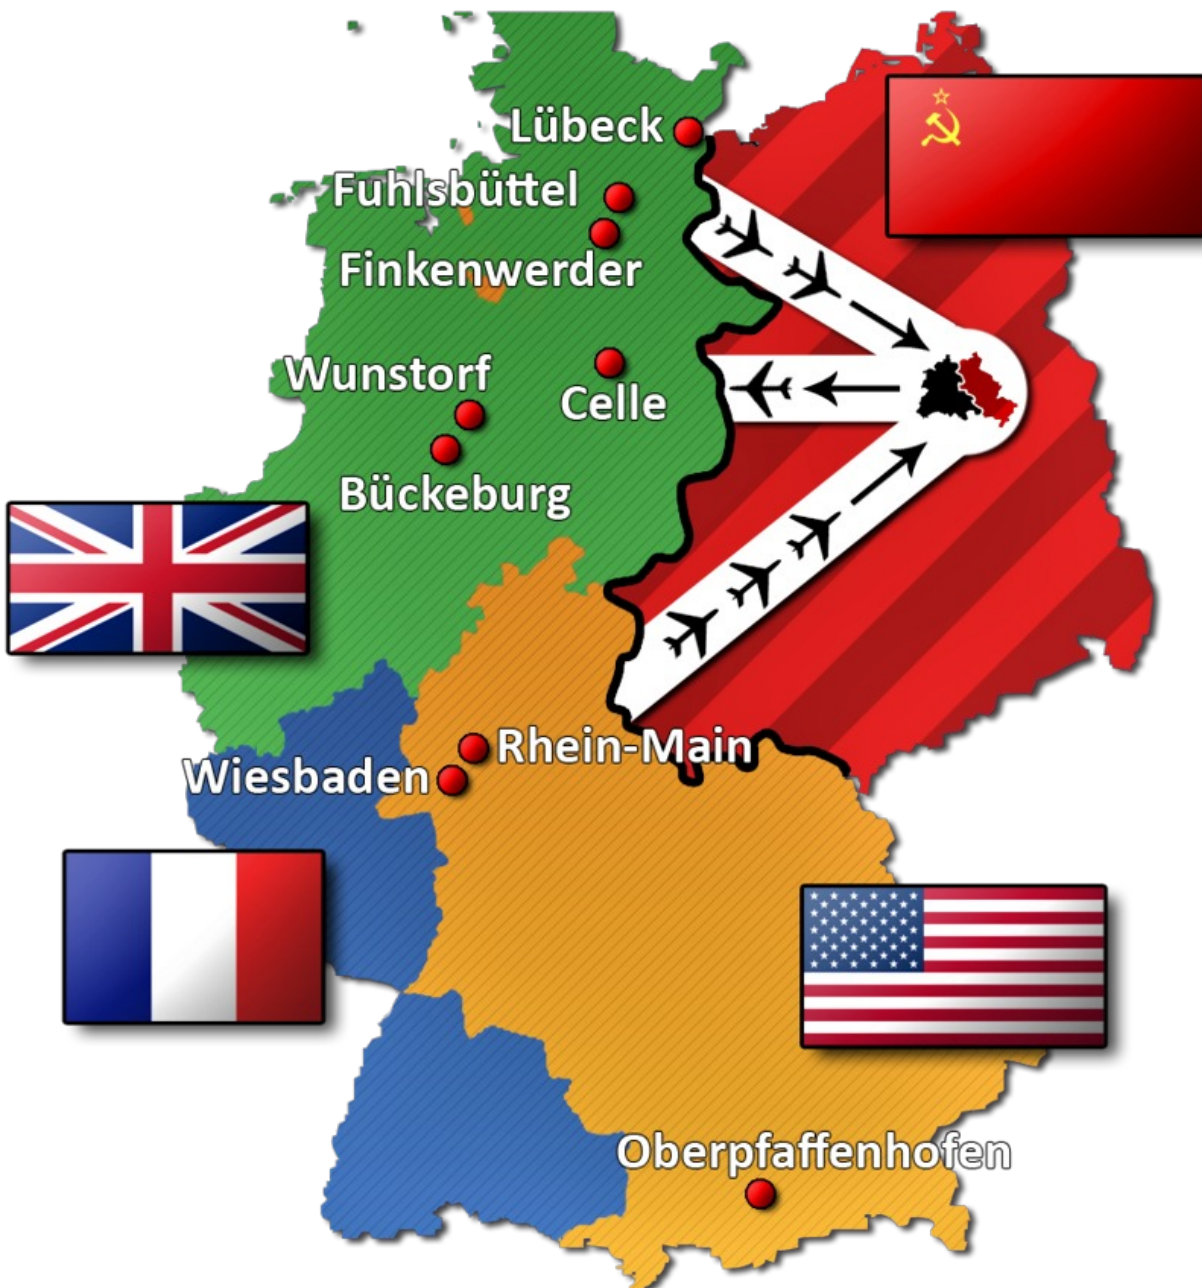 Lübeck
Fuhlsbüttel
Finkenwerder
Wunstorf
Celle
Bückeburg
Rhein-Main
Wiesbaden
Oberpfaffenhofen